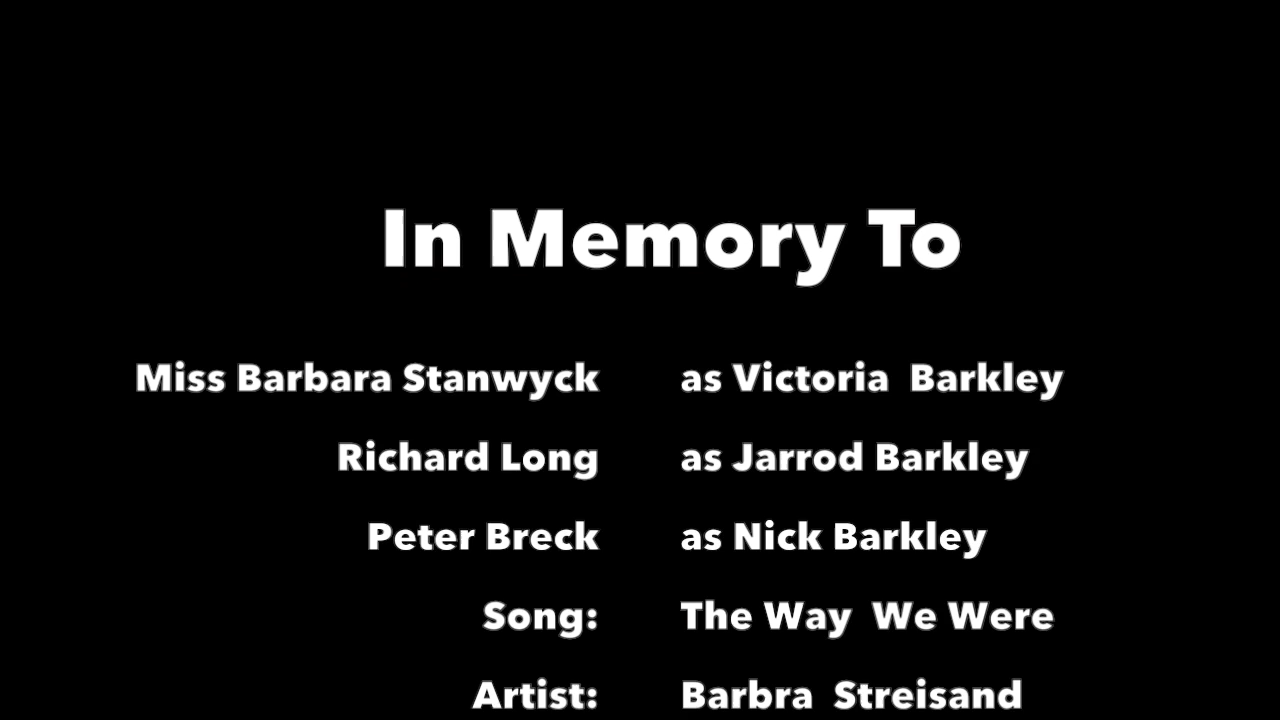 In Memory To
Miss Barbara Stanwyck as Victoria Barkley
Richard Long as Jarrod Barkley
Peter Breck as Nick Barkley
Song: The Way We Were
Artist: Barbra Streisand